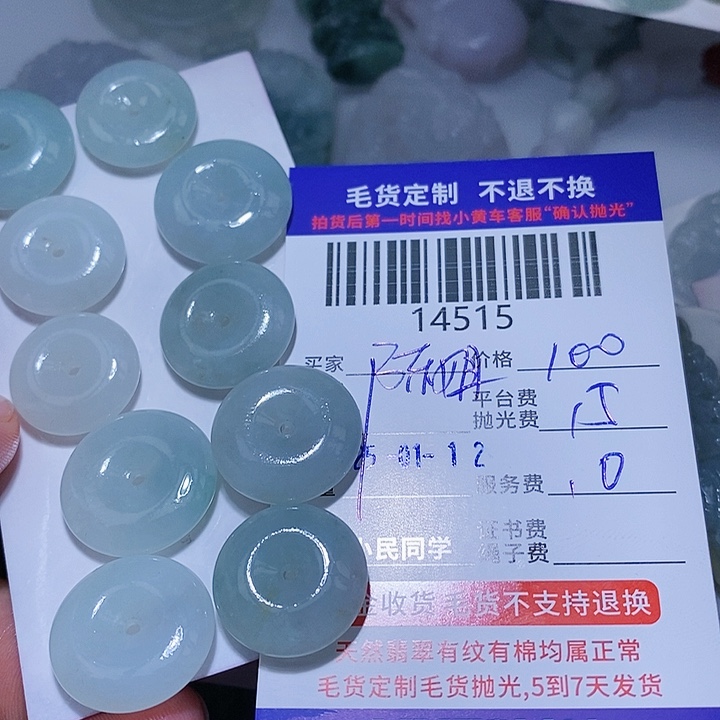 毛货定制 不退不换
拍货后第一时间找小黄车客服“确认抛光”
14515
买家
价格 100
平台费
抛光费 15
5-01-12
服务费 10
证书费
小民同学
绳子费
金收货 毛货不支持退换
天然翡翠有纹有棉均属正常
毛货定制毛货抛光,5到7天发货